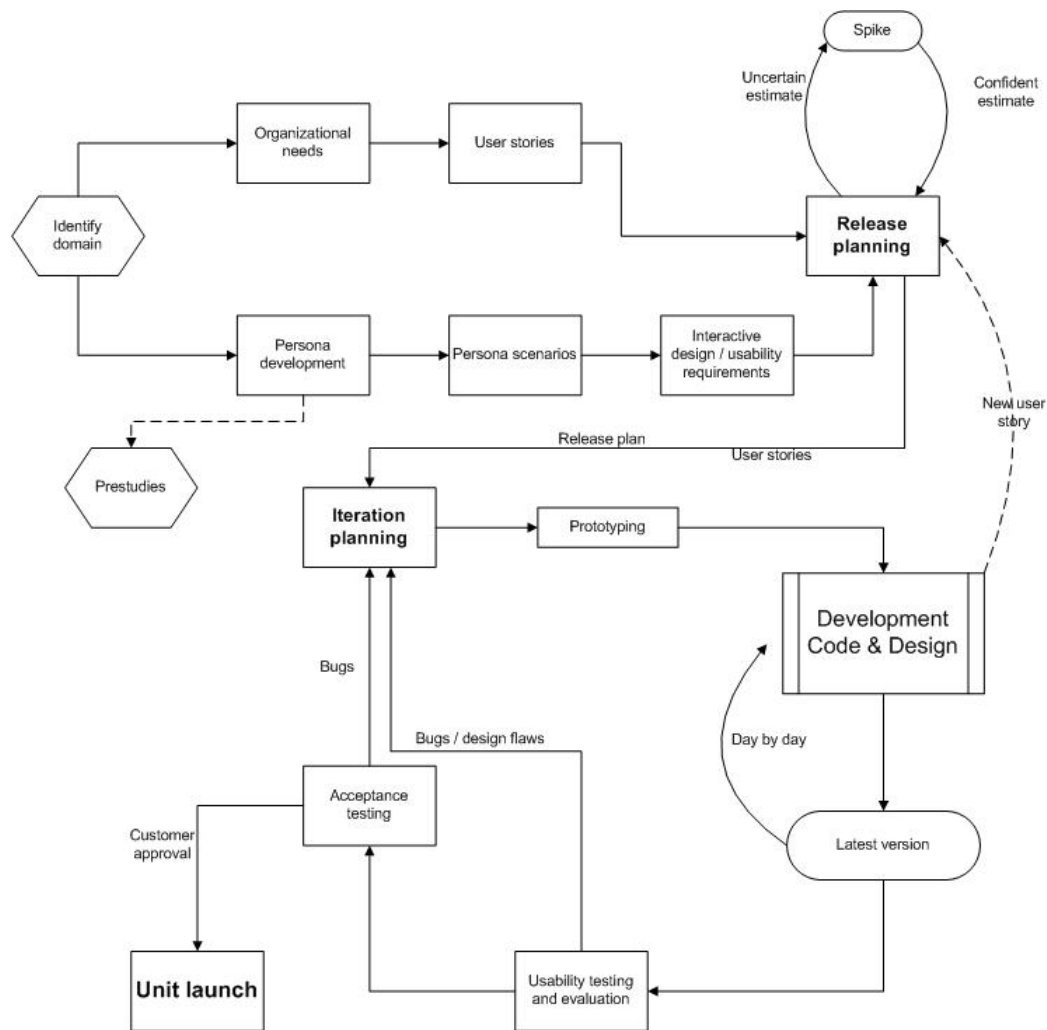 Spike
Uncertain
estimate
Confident
estimate
Organizational
needs
User stories
Identify
domain
Release
planning
Persona
development
Persona scenarios
Interactive
design / usability
requirements
New user
story
Release plan
User stories
Prestudies
Iteration
planning
Prototyping
Development
Code & Design
Bugs
Bugs / design flaws
Day by day
Acceptance
testing
Customer
approval
Latest version
Unit launch
Usability testing
and evaluation